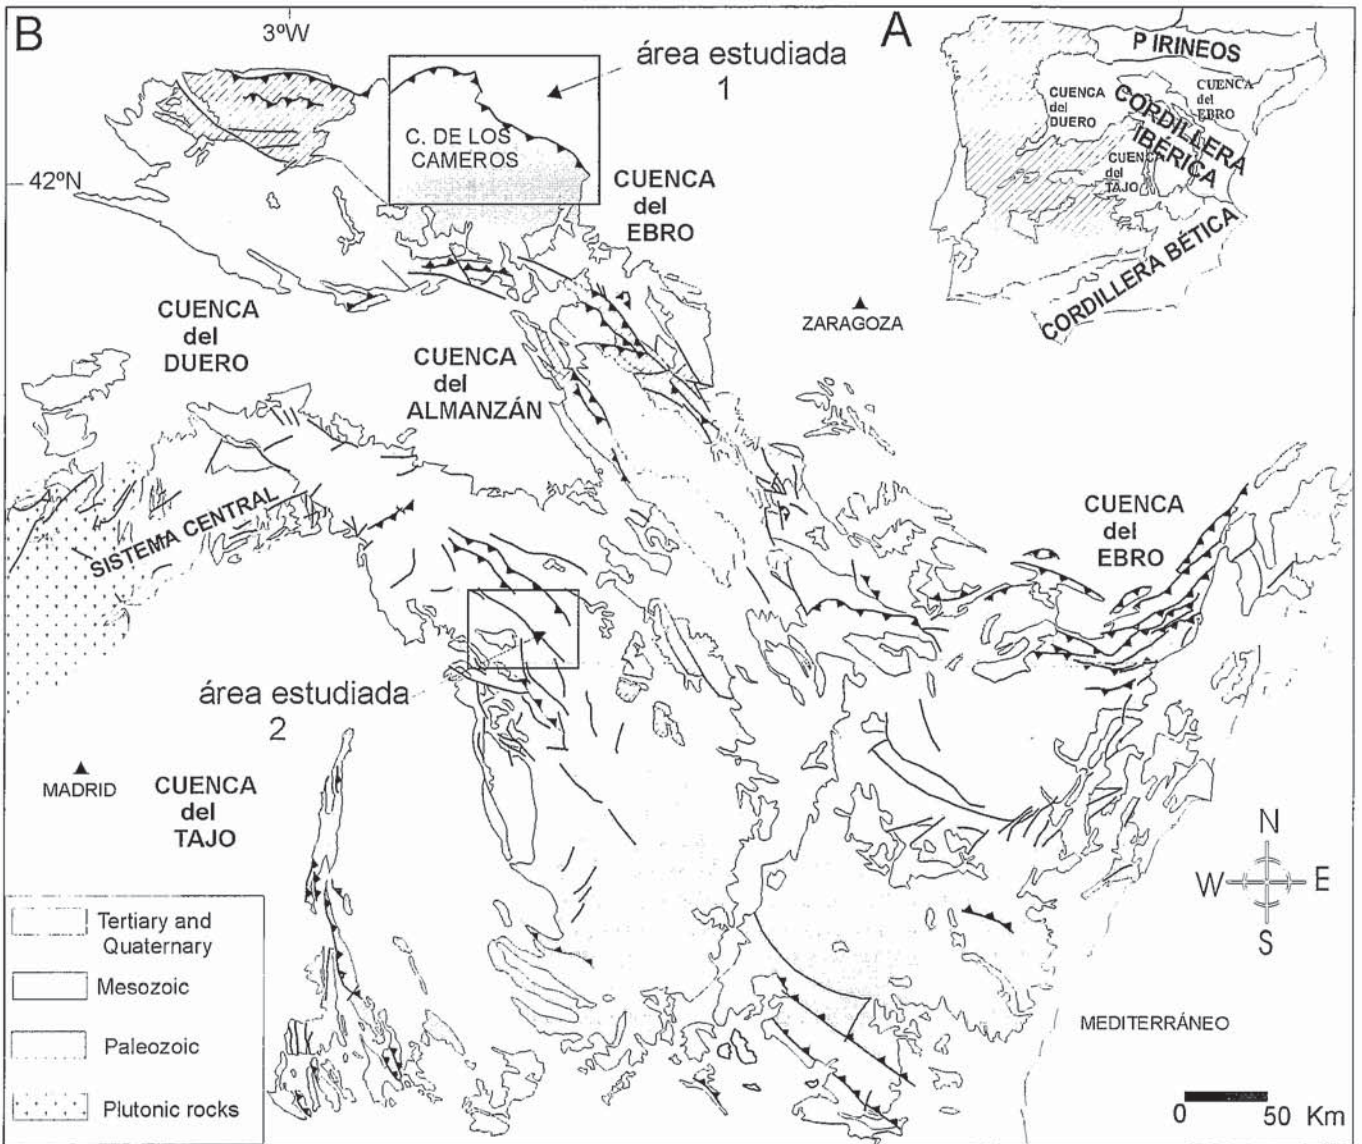 B
3ºW
área estudiada
1
A
PIRINEOS
CUENCA
del
DUERO
CUENCA
del
EBRO
CORDILLERA
IBÉRICA
CUENCA
del
TAJO
CORDILLERA BÉTICA
C. DE LOS
CAMEROS
42ºN
CUENCA
del
EBRO
CUENCA
del
DUERO
ZARAGOZA
CUENCA
del
ALMANZÁN
SISTEMA CENTRAL
CUENCA
del
EBRO
área estudiada
2
MADRID
CUENCA
del
TAJO
N
W E
S
Tertiary and
Quaternary
Mesozoic
Paleozoic
Plutonic rocks
MEDITERRÁNEO
0 50 Km